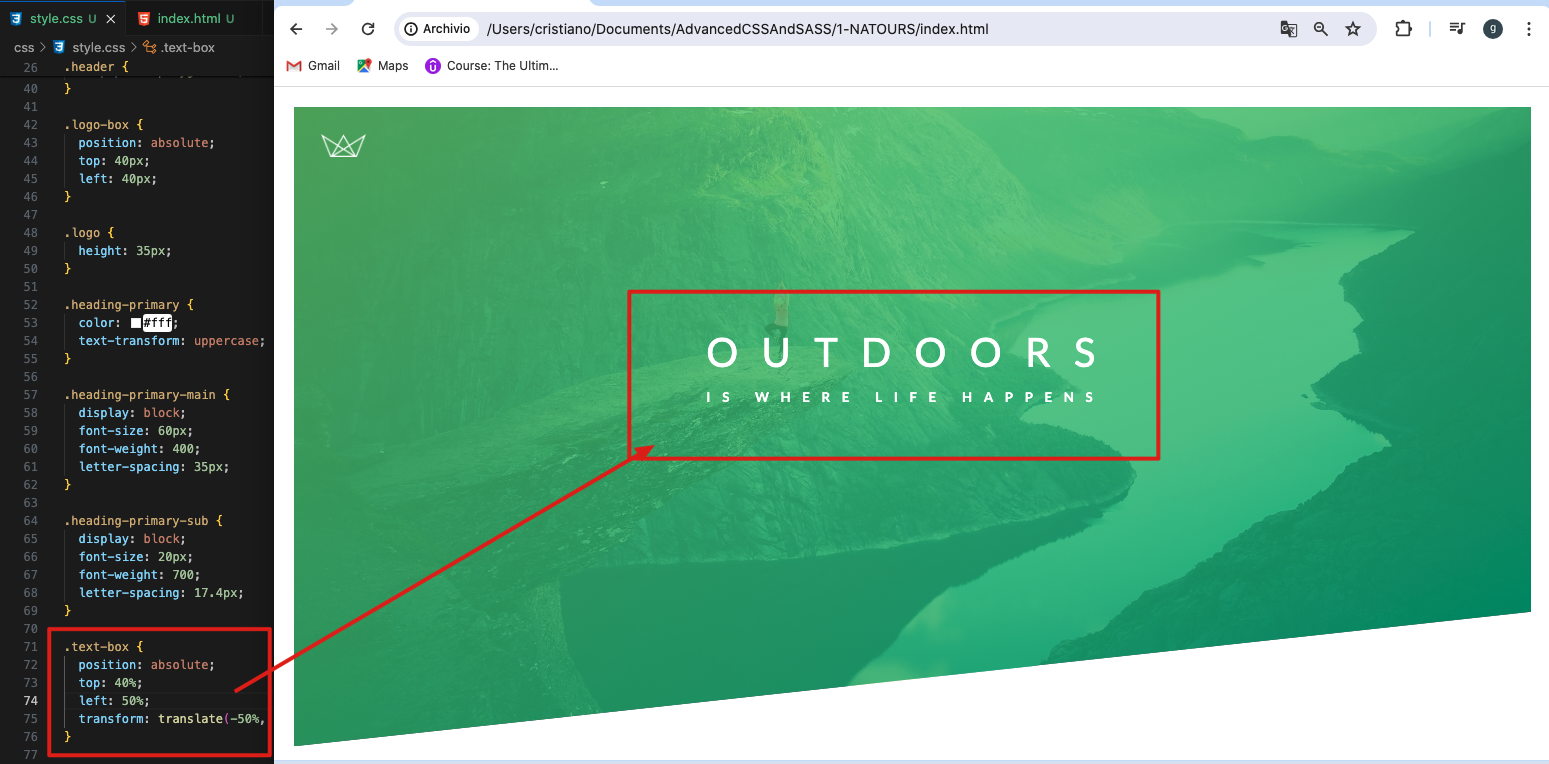 style.css U
index.html U
css > style.css > .text-box
26 .header {
40 }
41
42 .logo-box {
43 position: absolute;
44 top: 40px;
45 left: 40px;
46 }
47
48 .logo {
49 height: 35px;
50 }
51
52 .heading-primary {
53 color: #fff;
54 text-transform: uppercase;
55 }
56
57 .heading-primary-main {
58 display: block;
59 font-size: 60px;
60 font-weight: 400;
61 letter-spacing: 35px;
62 }
63
64 .heading-primary-sub {
65 display: block;
66 font-size: 20px;
67 font-weight: 700;
68 letter-spacing: 17.4px;
69 }
70
71 .text-box {
72 position: absolute;
73 top: 40%;
74 left: 50%;
75 transform: translate(-50%,
76 }
77
Archivio /Users/cristiano/Documents/AdvancedCSSAndSASS/1-NATOURS/index.html
g
Gmail Maps Course: The Ultim...
OUTDOORS
IS WHERE LIFE HAPPENS